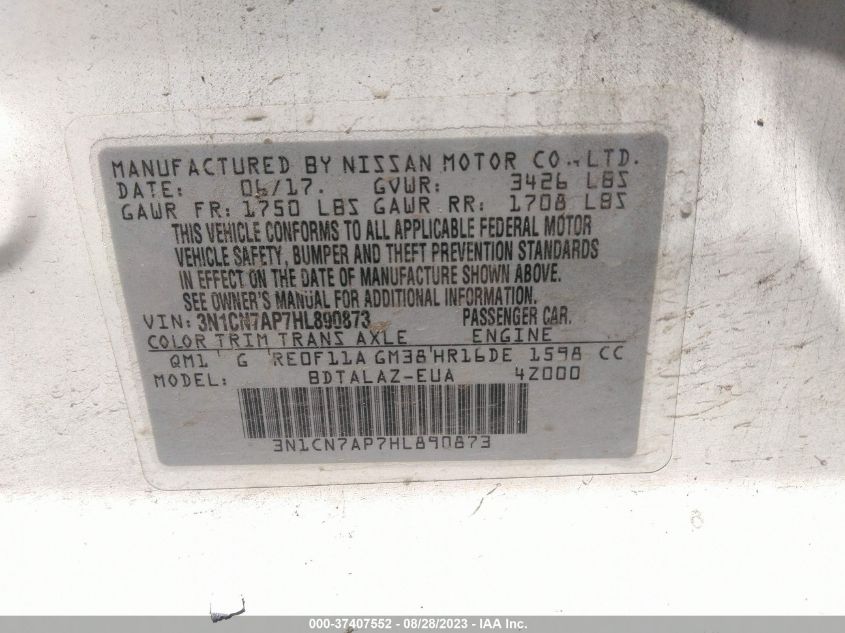 MANUFACTURED BY NISSAN MOTOR CO., LTD.
DATE: 06/17. GVWR: 3426 LBS
GAWR FR: 1750 LBS GAWR RR: 1708 LBS
THIS VEHICLE CONFORMS TO ALL APPLICABLE FEDERAL MOTOR
VEHICLE SAFETY, BUMPER AND THEFT PREVENTION STANDARDS
IN EFFECT ON THE DATE OF MANUFACTURE SHOWN ABOVE.
SEE OWNER'S MANUAL FOR ADDITIONAL INFORMATION.
VIN: 3N1CN7AP7HL890873 PASSENGER CAR.
COLOR TRIM TRANS AXLE ENGINE
QM1 G RE0F11A GM38 HR16DE 1598 CC
MODEL: BDTALAZ-EUA 4Z000
3N1CN7AP7HL890873
000-37407552 / 08/28/2023 - IAA Inc.